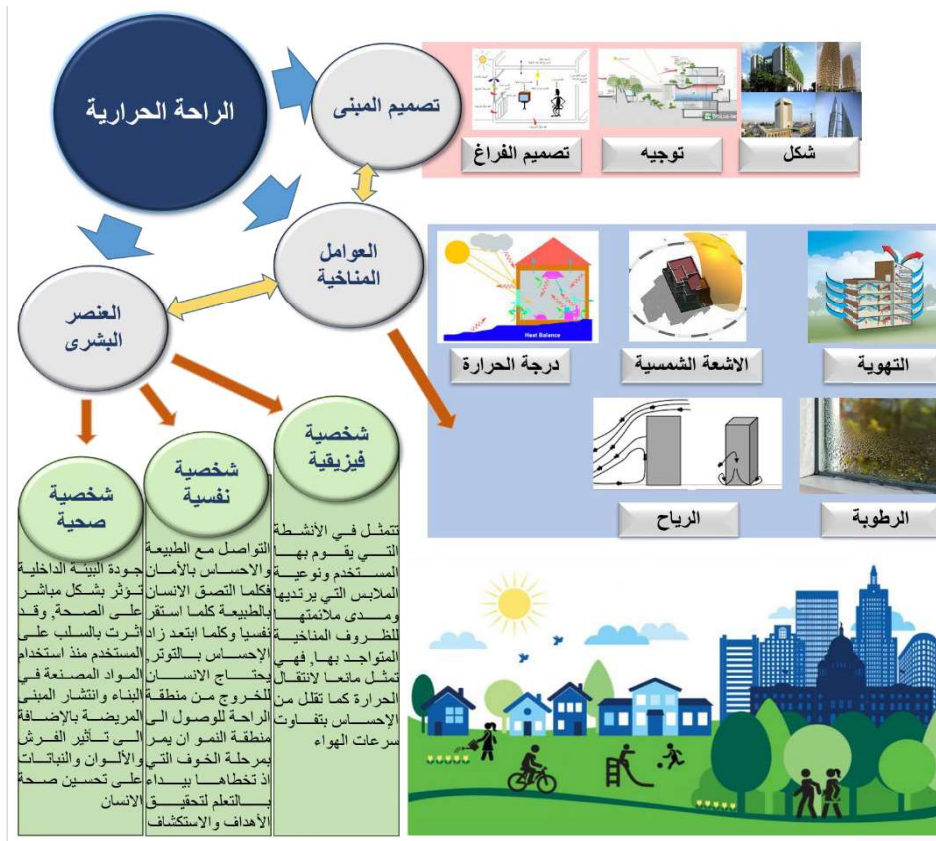 الراحة الحرارية
تصميم المبنى
تصميم الفراغ
توجيه
شكل
العوامل
المناخية
العنصر
البشرى
Heat Balance
درجة الحرارة
الاشعة الشمسية
التهوية
الرياح
الرطوبة
شخصية
فيزيقية
تتمثل في الأنشطة
التي يقوم بها
المستخدم ونوعية
الملابس التي يرتديها
ومدى ملائمتها
للظروف المناخية
المتواجد بها, فهي
تمثل مانعا لانتقال
الحرارة كما تقلل من
الإحساس بتفاوت
سرعات الهواء
شخصية
نفسية
التواصل مع الطبيعة
والاحساس بالأمان
فكلما التصق الانسان
بالطبيعة كلما استقر
نفسيا وكلما ابتعد زاد
الإحساس بالتوتر,
يحتاج الانسان
للخروج من منطقة
الراحة للوصول الى
منطقة النمو ان يمر
بمرحلة الخوف التي
اذ تخطاها يبداء
بالتعلم لتحقيق
الأهداف والاستكشاف
شخصية
صحية
جودة البيئة الداخلية
تؤثر بشكل مباشر
على الصحة, وقد
اثرت بالسلب على
المستخدم منذ استخدام
المواد المصنعة في
البناء وانتشار المبنى
المريضة بالإضافة
الى تأثير الفرش
والألوان والنباتات
على تحسين صحة
الانسان